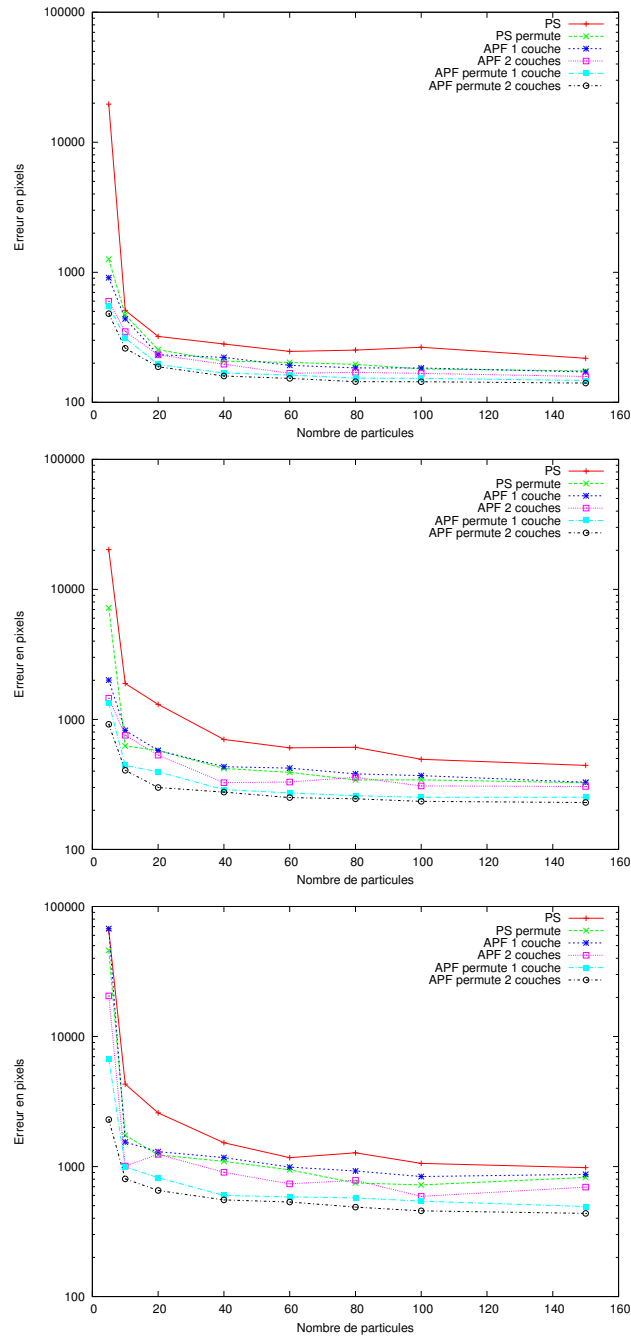 100000
10000
1000
100
Erreur en pixels
PS
PS permute
APF 1 couche
APF 2 couches
APF permute 1 couche
APF permute 2 couches
0 20 40 60 80 100 120 140 160
Nombre de particules
100000
10000
1000
100
Erreur en pixels
PS
PS permute
APF 1 couche
APF 2 couches
APF permute 1 couche
APF permute 2 couches
0 20 40 60 80 100 120 140 160
Nombre de particules
100000
10000
1000
100
Erreur en pixels
PS
PS permute
APF 1 couche
APF 2 couches
APF permute 1 couche
APF permute 2 couches
0 20 40 60 80 100 120 140 160
Nombre de particules